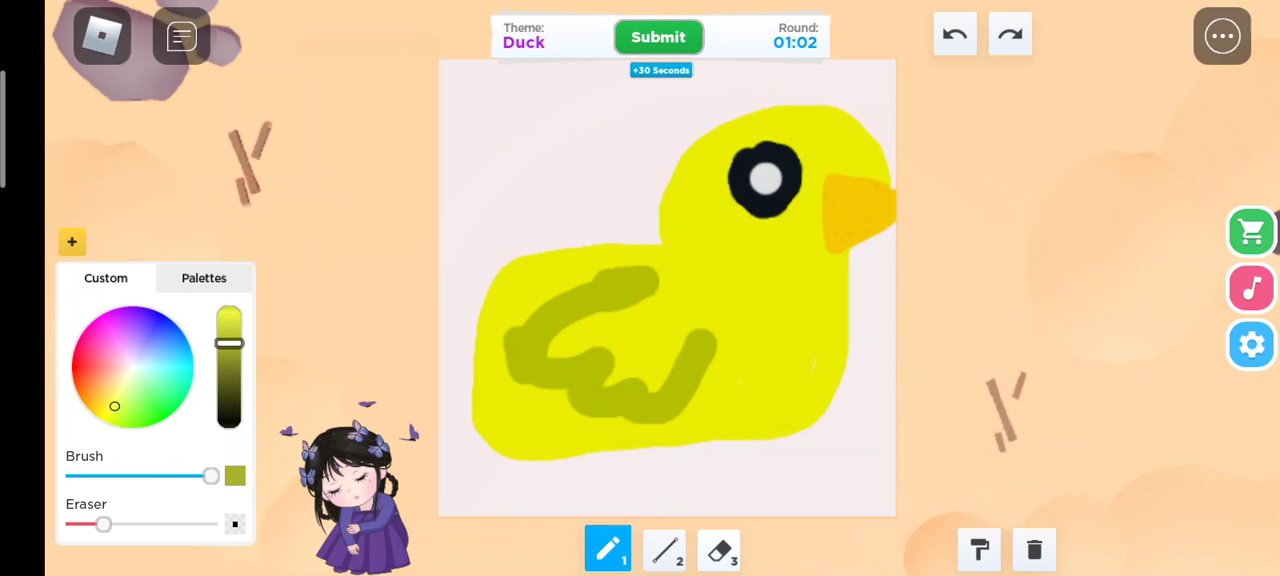 Theme:
Duck
Submit
Round:
01:02
+30 Seconds
+
Custom
Palettes
Brush
Eraser
1
2
3